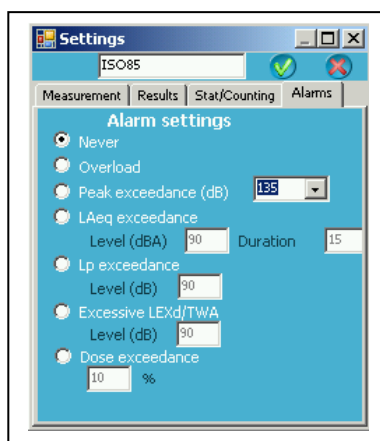 Settings
ISO85
Measurement Results Stat/Counting Alarms
Alarm settings
Never
Overload
Peak exceedance (dB) 135
LAeq exceedance
Level (dBA) 90 Duration 15
Lp exceedance
Level (dB) 90
Excessive LEXd/TWA
Level (dB) 90
Dose exceedance
10 %